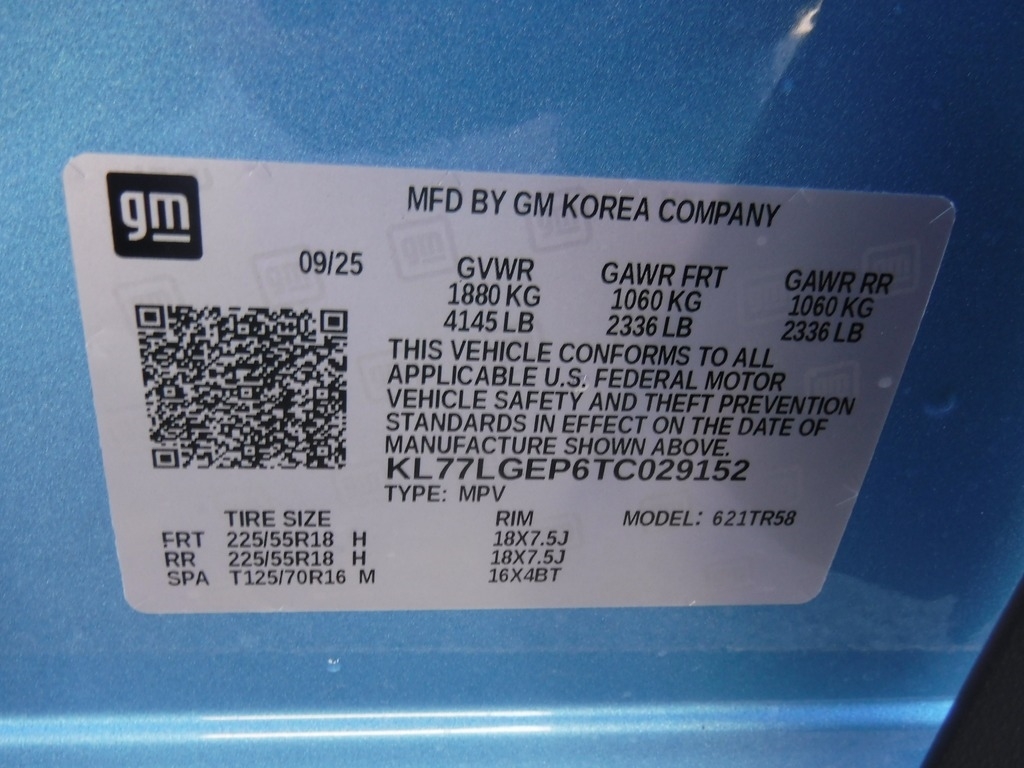 gm
MFD BY GM KOREA COMPANY
09/25
GVWR GAWR FRT GAWR RR
1880 KG 1060 KG 1060 KG
4145 LB 2336 LB 2336 LB
THIS VEHICLE CONFORMS TO ALL
APPLICABLE U.S. FEDERAL MOTOR
VEHICLE SAFETY AND THEFT PREVENTION
STANDARDS IN EFFECT ON THE DATE OF
MANUFACTURE SHOWN ABOVE.
KL77LGEP6TC029152
TYPE: MPV
TIRE SIZE RIM MODEL: 621TR58
FRT 225/55R18 H 18X7.5J
RR 225/55R18 H 18X7.5J
SPA T125/70R16 M 16X4BT